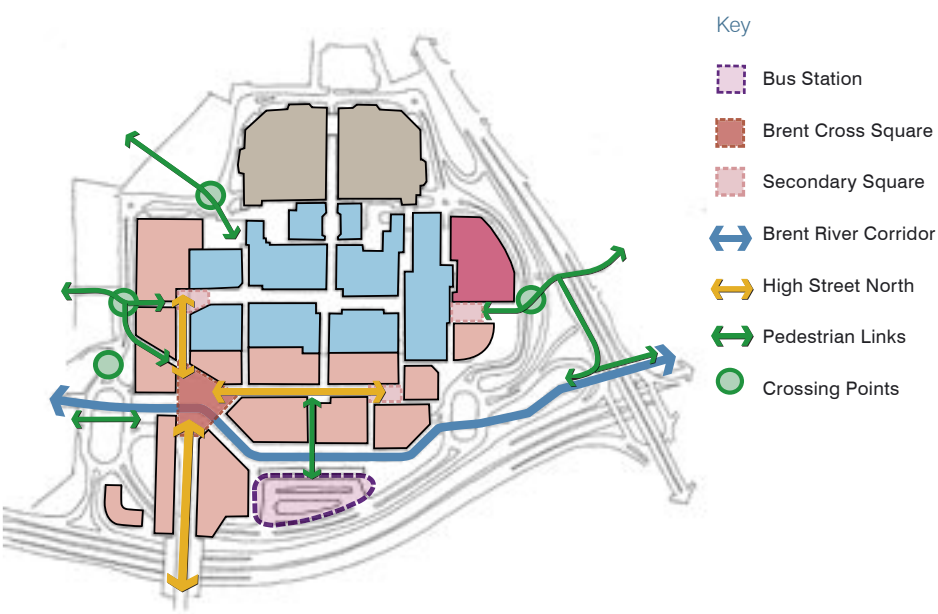 Key
Bus Station
Brent Cross Square
Secondary Square
Brent River Corridor
High Street North
Pedestrian Links
Crossing Points